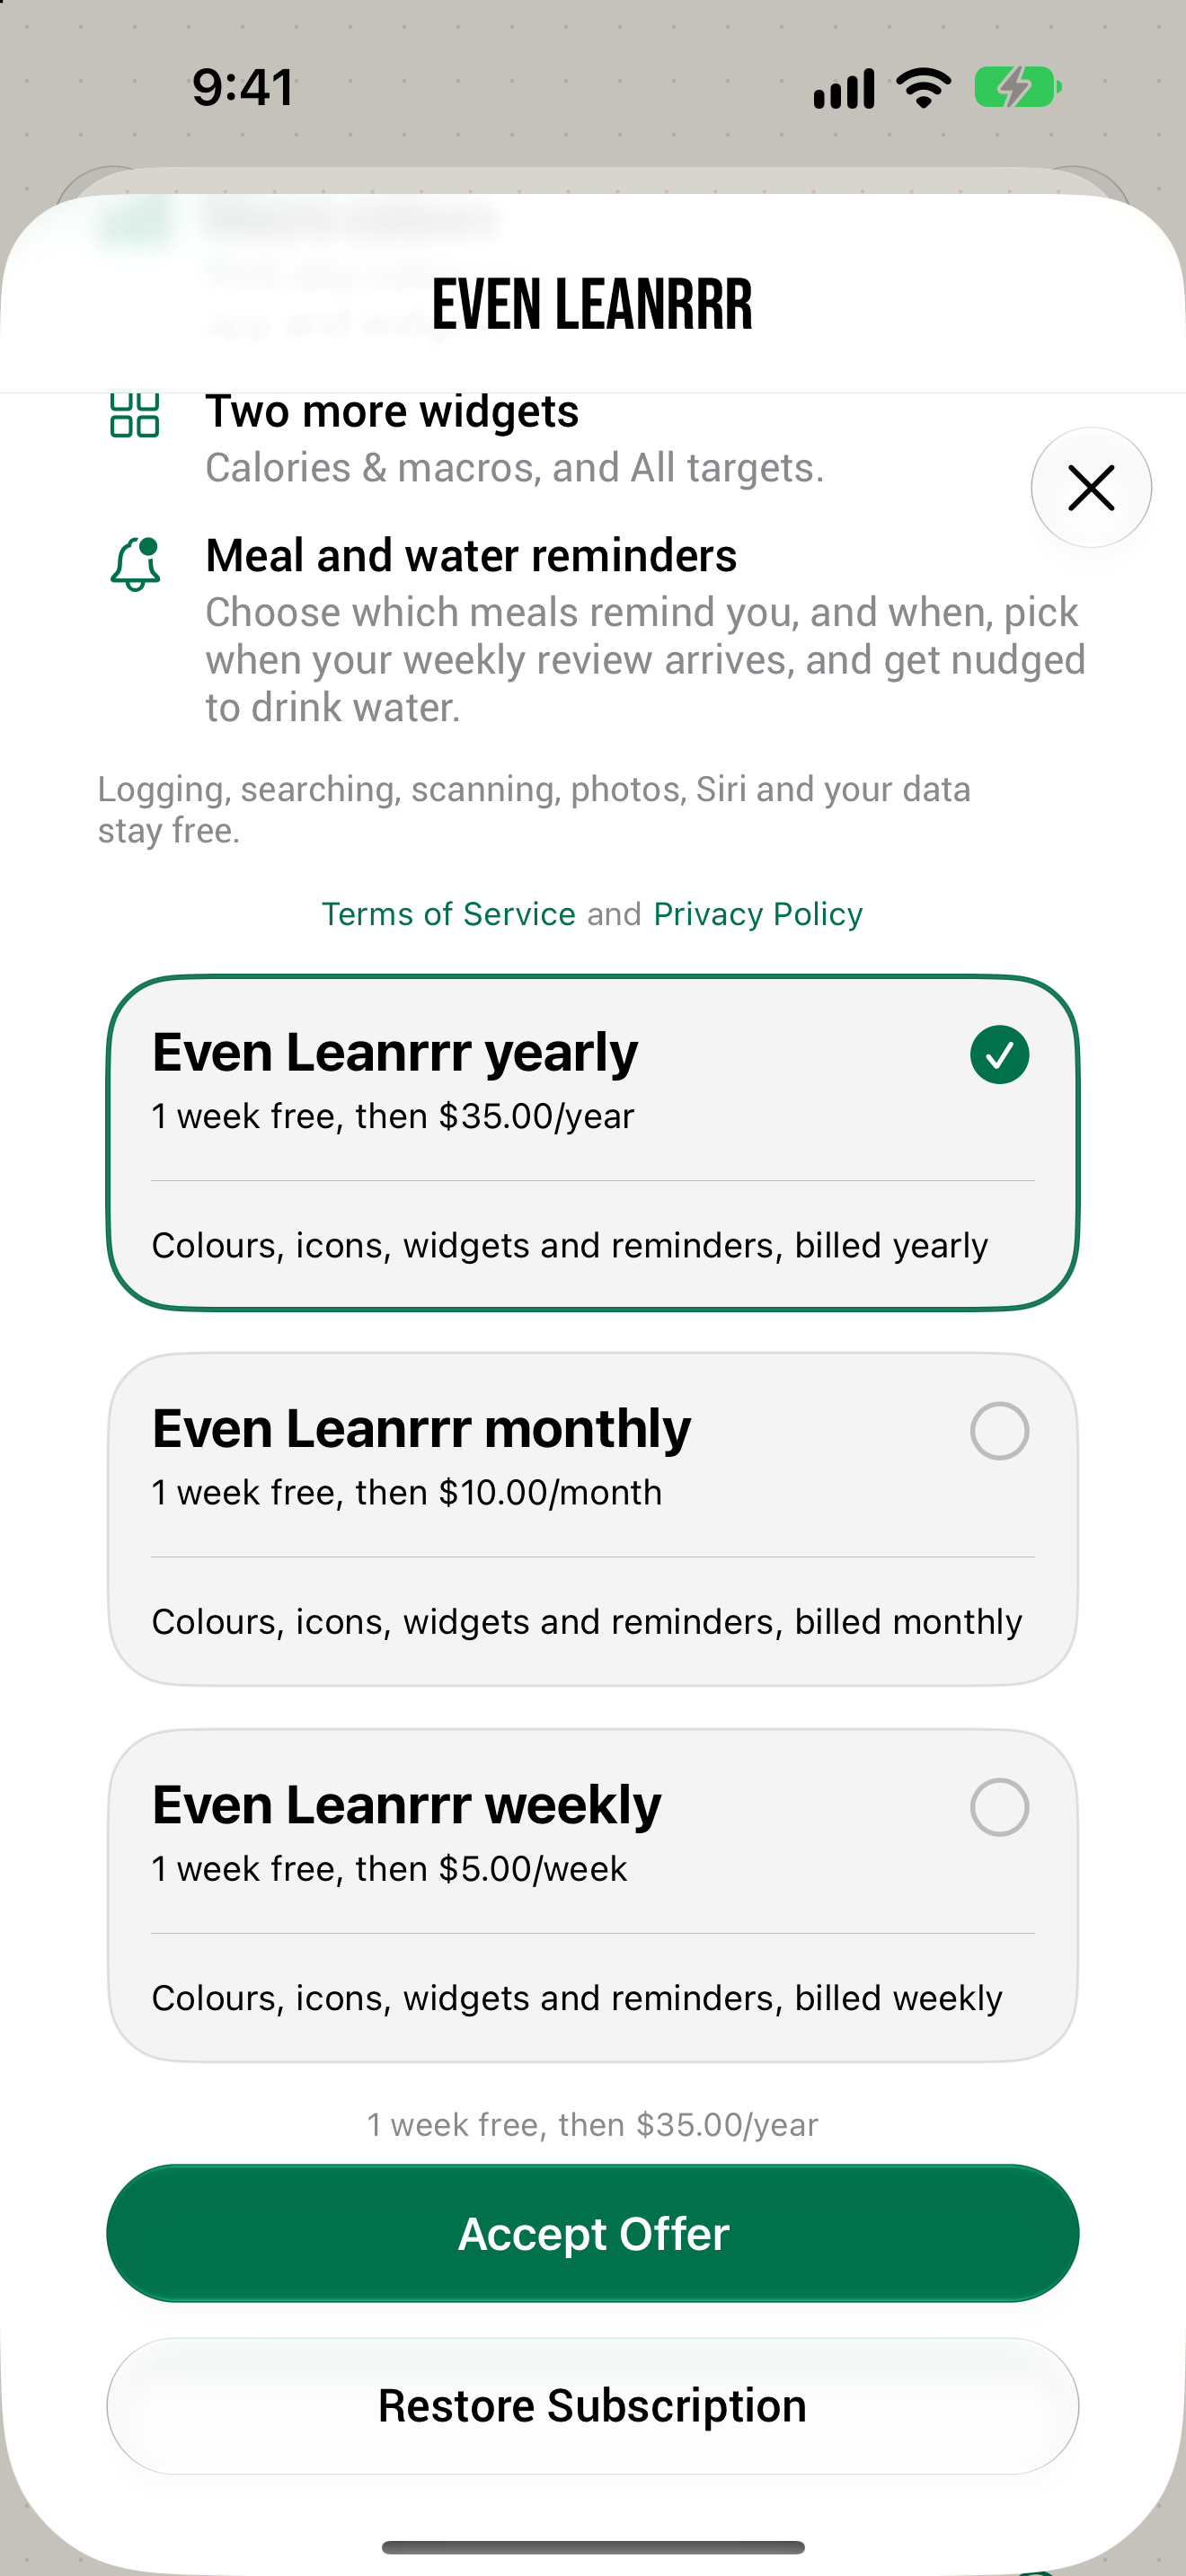 9:41
EVEN LEANRRR
Two more widgets
Calories & macros, and All targets.
Meal and water reminders
Choose which meals remind you, and when, pick
when your weekly review arrives, and get nudged
to drink water.
Logging, searching, scanning, photos, Siri and your data
stay free.
Terms of Service and Privacy Policy
Even Leanrrr yearly
1 week free, then $35.00/year
Colours, icons, widgets and reminders, billed yearly
Even Leanrrr monthly
1 week free, then $10.00/month
Colours, icons, widgets and reminders, billed monthly
Even Leanrrr weekly
1 week free, then $5.00/week
Colours, icons, widgets and reminders, billed weekly
1 week free, then $35.00/year
Accept Offer
Restore Subscription